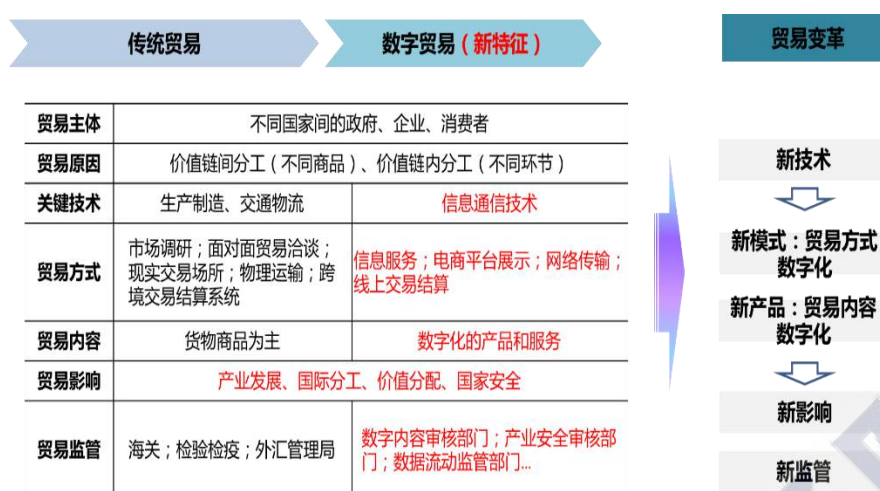 传统贸易
数字贸易(新特征)
贸易变革
贸易主体
不同国家间的政府、企业、消费者
贸易原因
价值链间分工(不同商品)、价值链内分工(不同环节)
关键技术
生产制造、交通物流
信息通信技术
贸易方式
市场调研;面对面贸易洽谈;
现实交易场所;物理运输;跨
境交易结算系统
信息服务;电商平台展示;网络传输;
线上交易结算
贸易内容
货物商品为主
数字化的产品和服务
贸易影响
产业发展、国际分工、价值分配、国家安全
贸易监管
海关;检验检疫;外汇管理局
数字内容审核部门;产业安全审核部
门;数据流动监管部门...
新技术
新模式:贸易方式
数字化
新产品:贸易内容
数字化
新影响
新监管